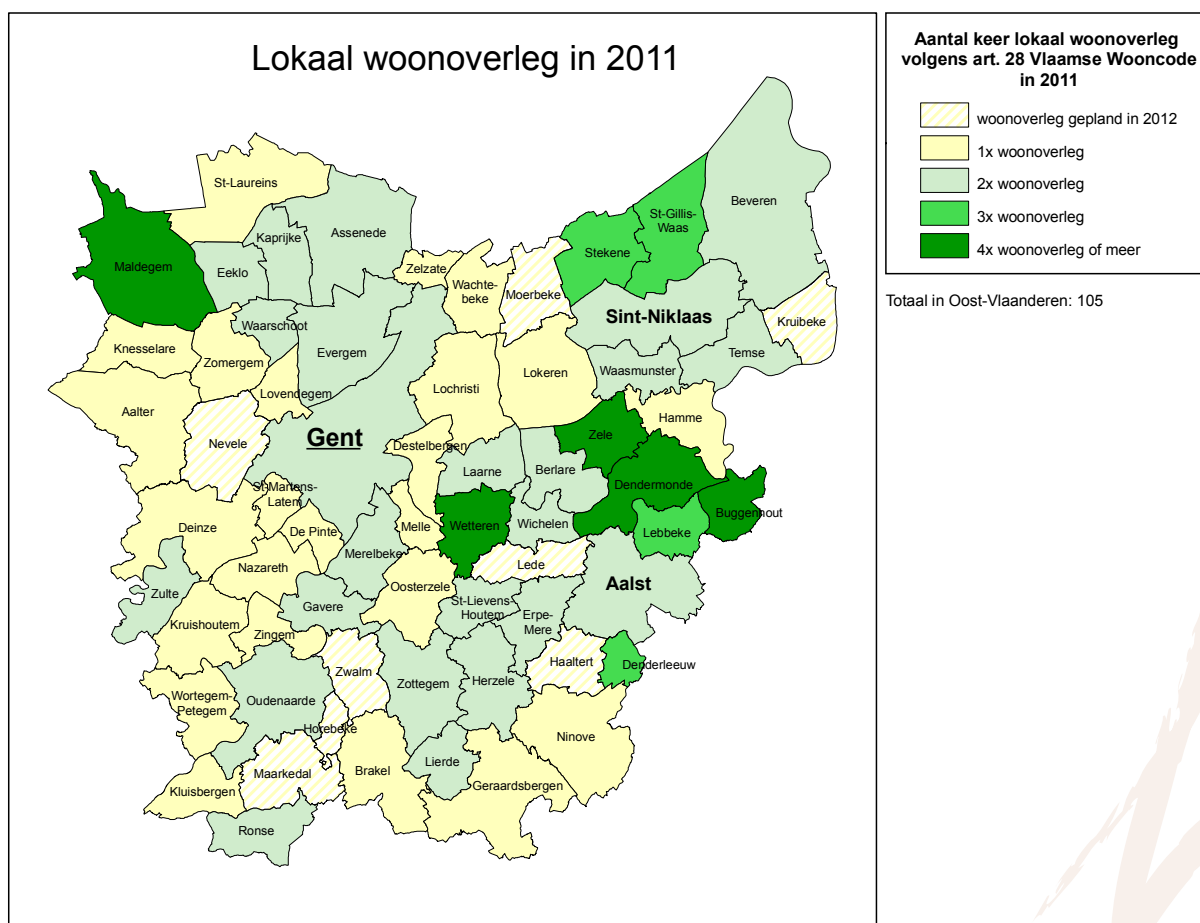 Lokaal woonoverleg in 2011
Aantal keer lokaal woonoverleg
volgens art. 28 Vlaamse Wooncode
in 2011
woonoverleg gepland in 2012
1x woonoverleg
2x woonoverleg
3x woonoverleg
4x woonoverleg of meer
Totaal in Oost-Vlaanderen: 105
St-Laureins
Maldegem
Eeklo
Kaprijke
Assenede
Zelzate
Wachte-
beke
Moerbeke
Stekene
St-Gillis-
Waas
Beveren
Kruibeke
Sint-Niklaas
Temse
Waasmunster
Waarschoot
Evergem
Knesselare
Zomergem
Lovendegem
Aalter
Nevele
Gent
Lochristi
Lokeren
Destelbergen
Laarne
Berlare
Zele
Hamme
Dendermonde
Buggenhout
Lebbeke
St-Martens-
Latem
Deinze
De Pinte
Merelbeke
Melle
Wetteren
Wichelen
Lede
Aalst
Nazareth
Oosterzele
Zulte
Kruishoutem
Gavere
Zingem
St-Lievens-
Houtem
Erpe-
Mere
Haaltert
Denderleeuw
Zwalm
Zottegem
Herzele
Wortegem-
Petegem
Oudenaarde
Horebeke
Ninove
Maarkedal
Brakel
Lierde
Geraardsbergen
Kluisbergen
Ronse